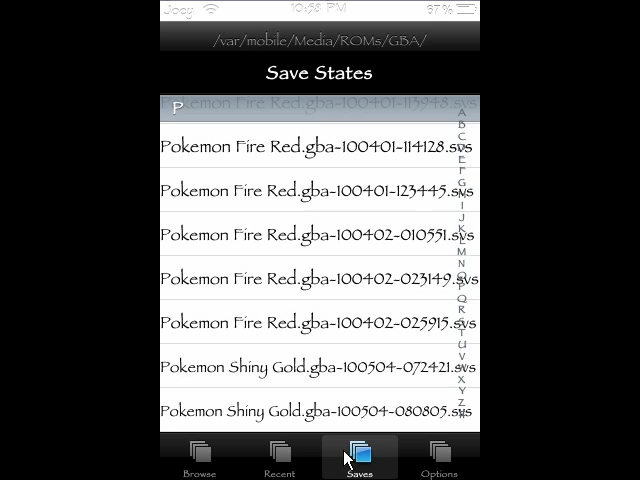 Joey 10:58 PM 87%
/var/mobile/Media/ROMs/GBA/
Save States
Pokemon Fire Red.gba-100401-113948.svs
P
Pokemon Fire Red.gba-100401-114128.svs
Pokemon Fire Red.gba-100401-123445.svs
Pokemon Fire Red.gba-100402-010551.svs
Pokemon Fire Red.gba-100402-023149.svs
Pokemon Fire Red.gba-100402-025915.svs
Pokemon Shiny Gold.gba-100504-072421.svs
Pokemon Shiny Gold.gba-100504-080805.svs
A
B
C
D
E
F
G
H
I
J
K
L
M
N
O
P
Q
R
S
T
U
V
W
X
Y
Z
#
Browse Recent Saves Options